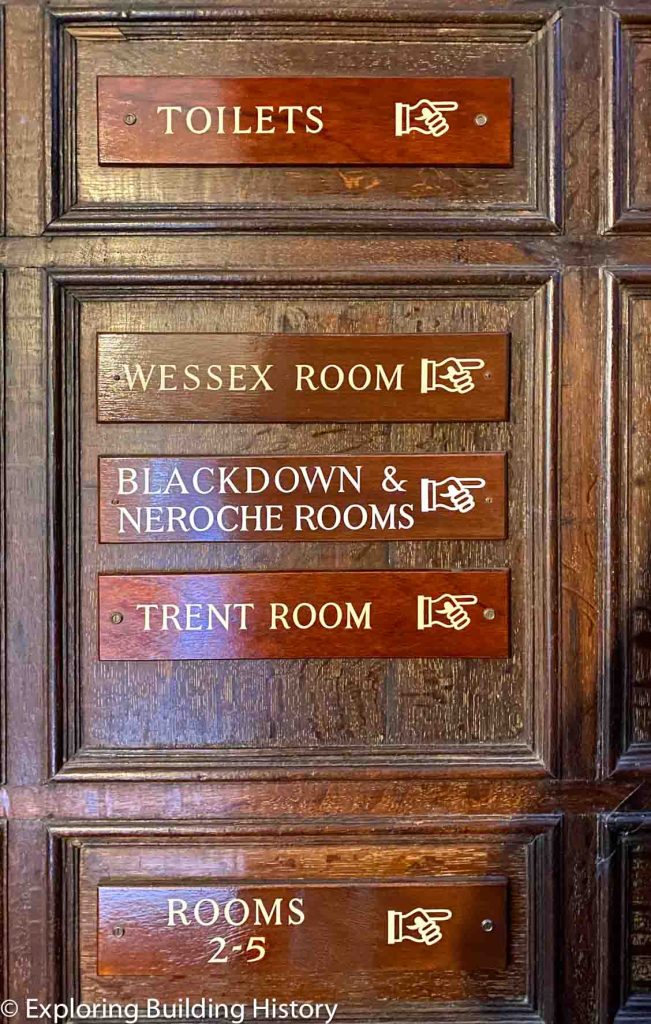 TOILETS
WESSEX ROOM
BLACKDOWN &
NEROCHE ROOMS
TRENT ROOM
ROOMS
2-5
© Exploring Building History